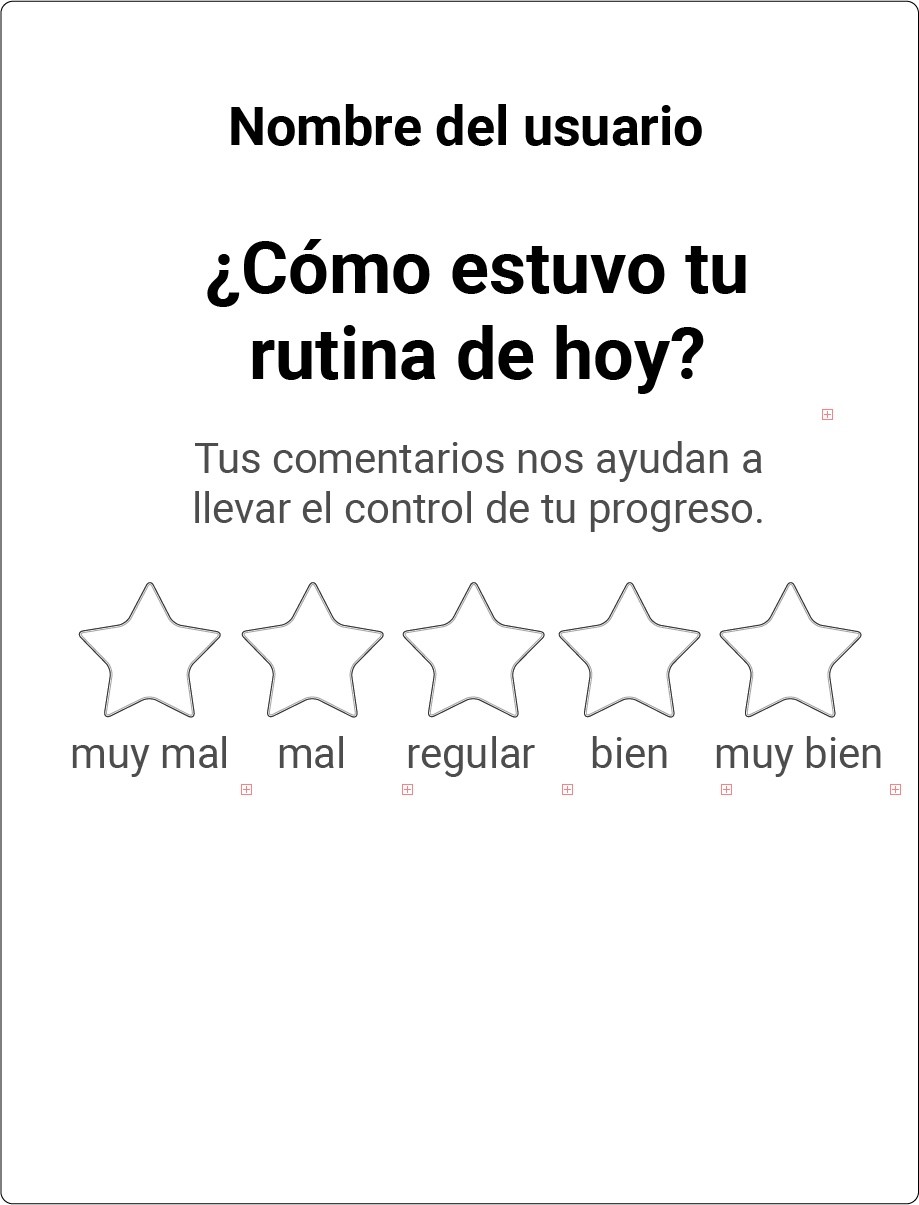 Nombre del usuario
¿Cómo estuvo tu
rutina de hoy?
Tus comentarios nos ayudan a
llevar el control de tu progreso.
muy mal mal regular bien muy bien